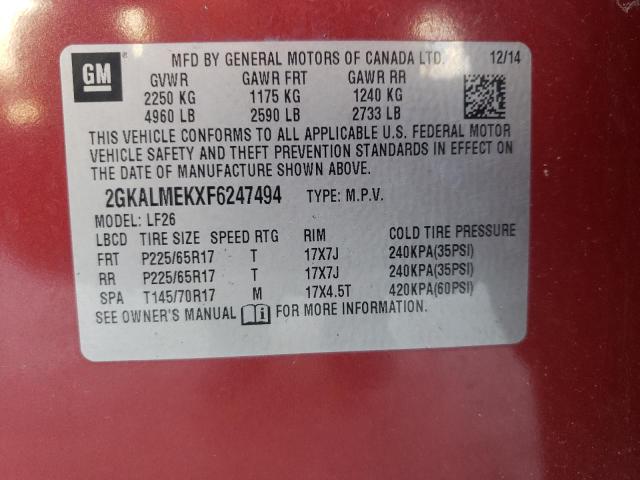 GM
MFD BY GENERAL MOTORS OF CANADA LTD. 12/14
GVWR GAWR FRT GAWR RR
2250 KG 1175 KG 1240 KG
4960 LB 2590 LB 2733 LB
THIS VEHICLE CONFORMS TO ALL APPLICABLE U.S. FEDERAL MOTOR
VEHICLE SAFETY AND THEFT PREVENTION STANDARDS IN EFFECT ON
THE DATE OF MANUFACTURE SHOWN ABOVE.
2GKALMEKXF6247494 TYPE: M.P.V.
MODEL: LF26
LBCD TIRE SIZE SPEED RTG RIM COLD TIRE PRESSURE
FRT P225/65R17 T 17X7J 240KPA(35PSI)
RR P225/65R17 T 17X7J 240KPA(35PSI)
SPA T145/70R17 M 17X4.5T 420KPA(60PSI)
SEE OWNER'S MANUAL FOR MORE INFORMATION.